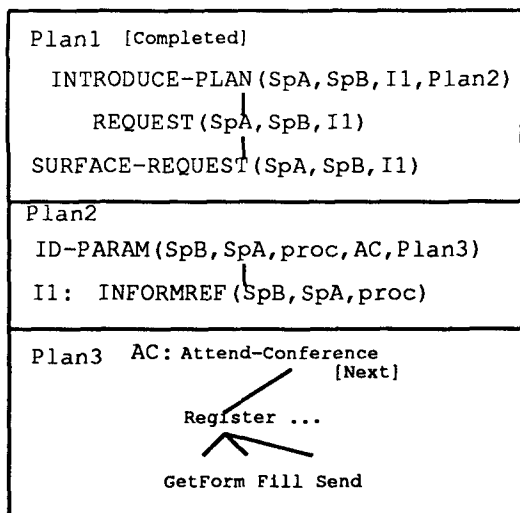 Plan1 [Completed]
INTRODUCE-PLAN(SpA,SpB,I1,Plan2)
REQUEST(SpA,SpB,I1)
SURFACE-REQUEST(SpA,SpB,I1)
Plan2
ID-PARAM(SpB,SpA,proc,AC,Plan3)
I1: INFORMREF(SpB,SpA,proc)
Plan3 AC: Attend-Conference
[Next]
Register ...
GetForm Fill Send